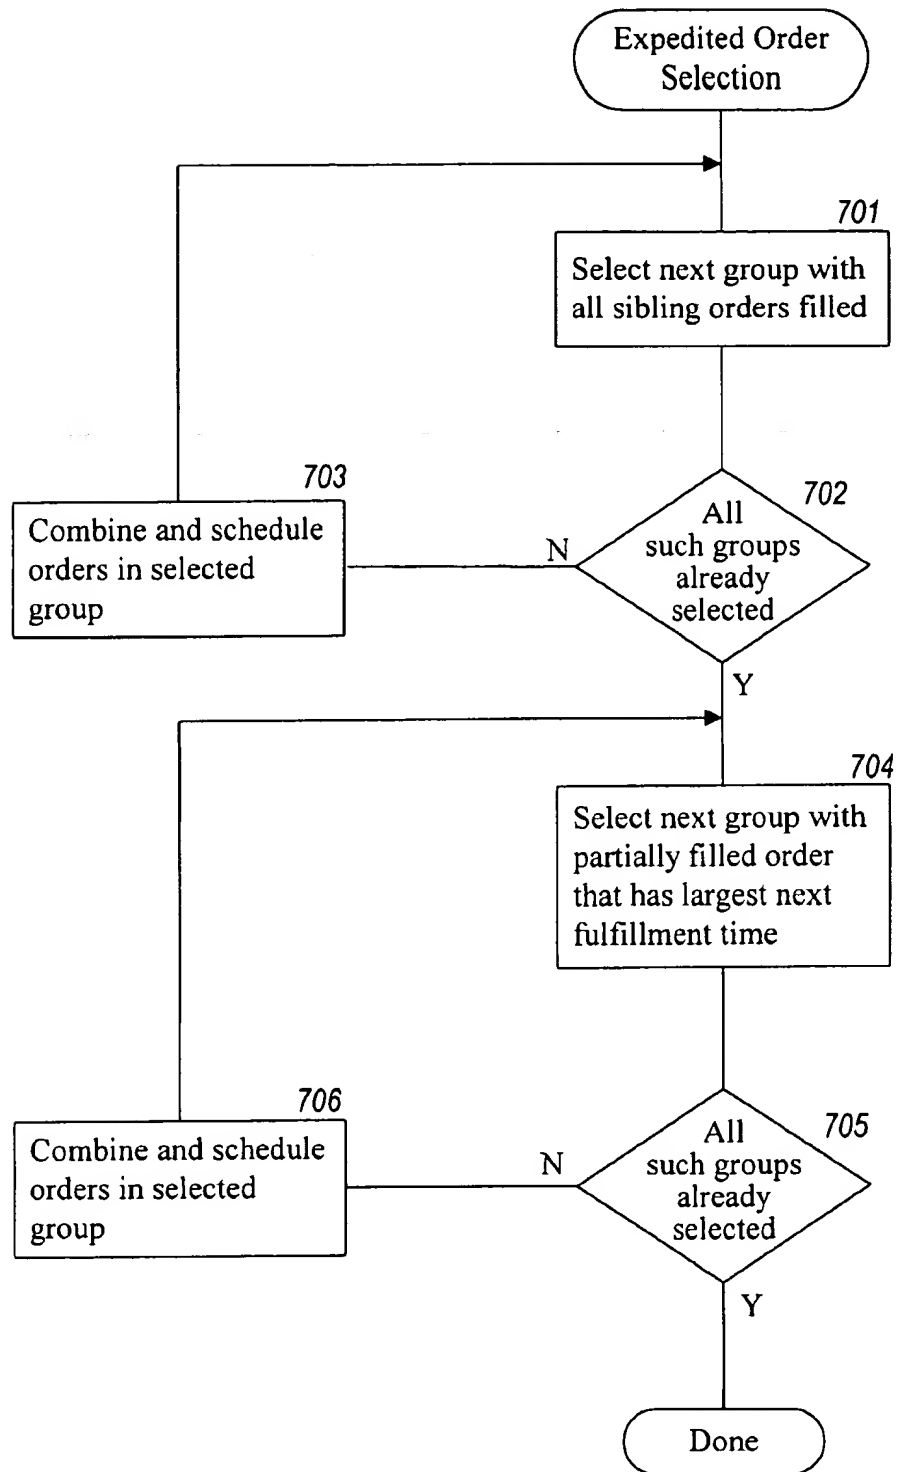 Expedited Order
Selection
701
Select next group with
all sibling orders filled
703
Combine and schedule
orders in selected
group
702
All
such groups
already
selected
N
Y
704
Select next group with
partially filled order
that has largest next
fulfillment time
706
Combine and schedule
orders in selected
group
705
All
such groups
already
selected
N
Y
Done